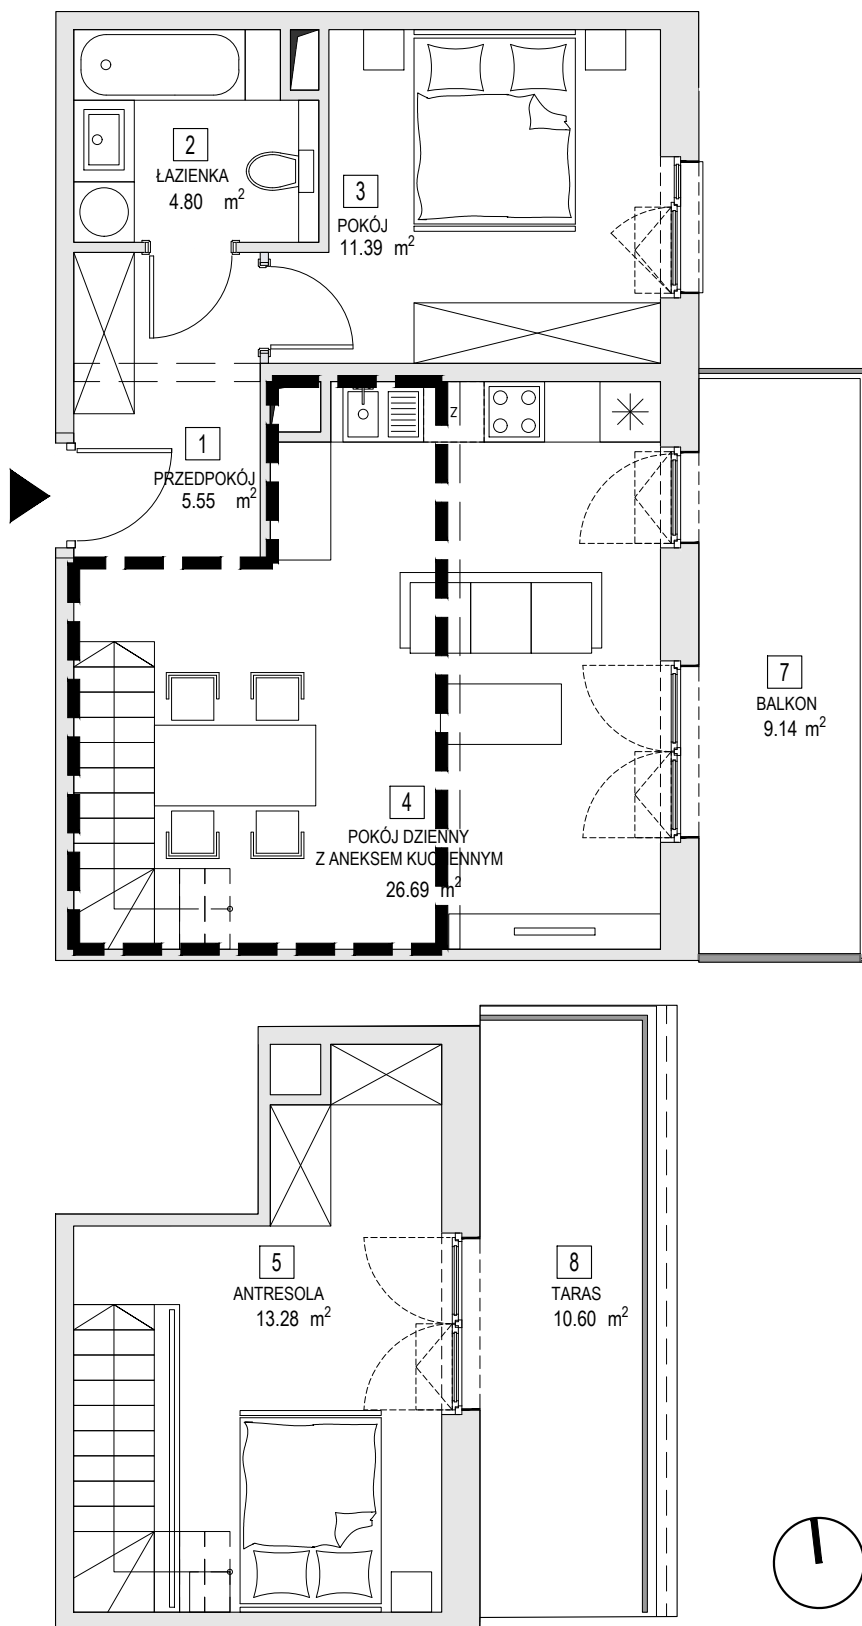 2
ŁAZIENKA
4.80 m²
3
POKÓJ
11.39 m²
1
PRZEDPOKÓJ
5.55 m²
Z
7
BALKON
9.14 m²
4
POKÓJ DZIENNY
Z ANEKSEM KUCHENNYM
26.69 m²
5
ANTRESOLA
13.28 m²
8
TARAS
10.60 m²